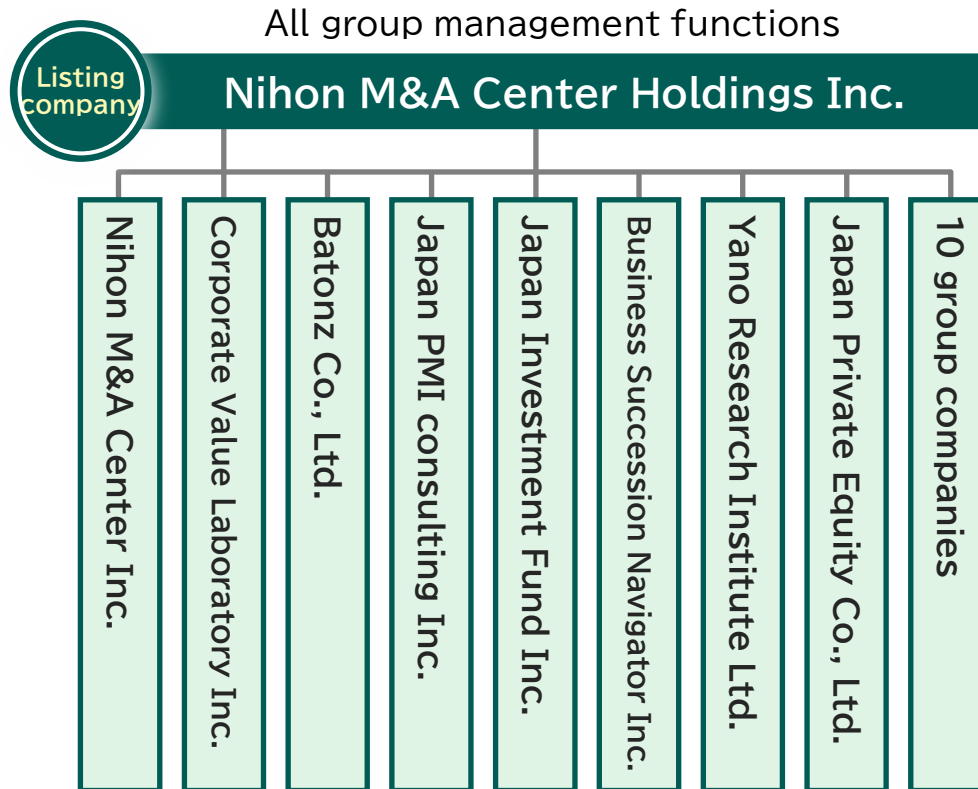 All group management functions
Listing
company
Nihon M&A Center Holdings Inc.
Nihon M&A Center Inc.
Corporate Value Laboratory Inc.
Batonz Co., Ltd.
Japan PMI consulting Inc.
Japan Investment Fund Inc.
Business Succession Navigator Inc.
Yano Research Institute Ltd.
Japan Private Equity Co., Ltd.
10 group companies